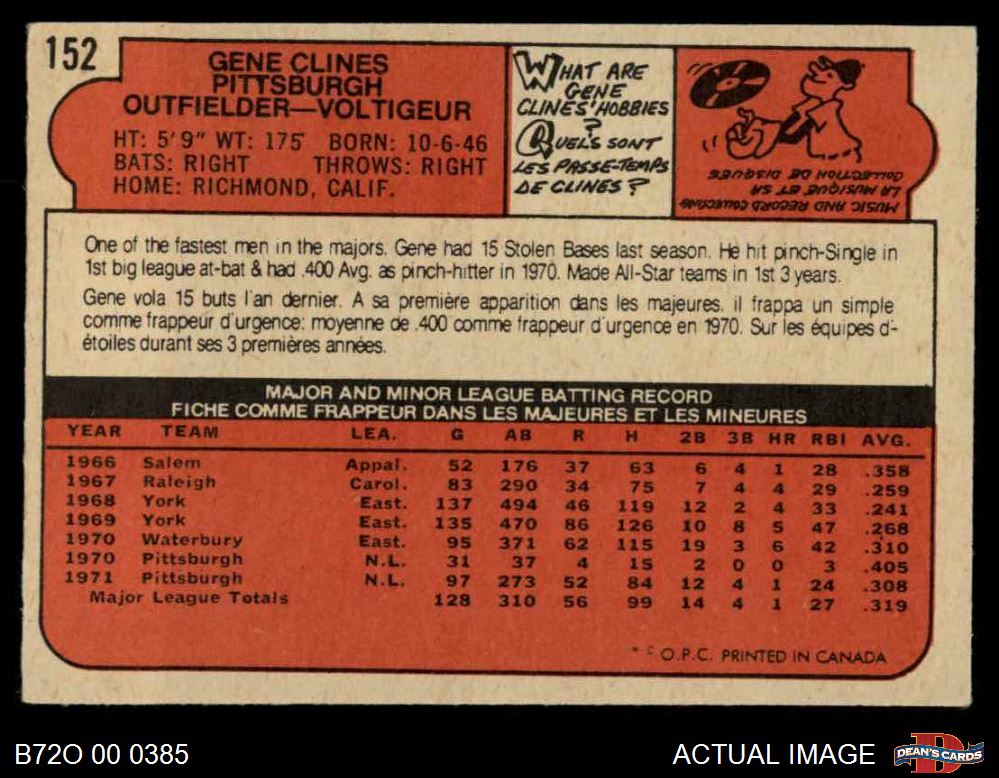 152
GENE CLINES
PITTSBURGH
OUTFIELDER—VOLTIGEUR
HT: 5'9" WT: 175 BORN: 10-6-46
BATS: RIGHT THROWS: RIGHT
HOME: RICHMOND, CALIF.
WHAT ARE
GENE
CLINES' HOBBIES
?
QUELS SONT
LES PASSE-TEMPS
DE CLINES ?
MUSIC AND RECORD COLLECTING
LA MUSIQUE ET SA
COLLECTION DE DISQUES
One of the fastest men in the majors. Gene had 15 Stolen Bases last season. He hit pinch-Single in
1st big league at-bat & had .400 Avg. as pinch-hitter in 1970. Made All-Star teams in 1st 3 years.
Gene vola 15 buts l'an dernier. A sa première apparition dans les majeures. il frappa un simple
comme frappeur d'urgence: moyenne de .400 comme frappeur d'urgence en 1970. Sur les équipes d'-
étoiles durant ses 3 premières années.
MAJOR AND MINOR LEAGUE BATTING RECORD
FICHE COMME FRAPPEUR DANS LES MAJEURES ET LES MINEURES
YEAR TEAM LEA. G AB R H 2B 3B HR RBI AVG.
1966 Salem Appal. 52 176 37 63 6 4 1 28 .358
1967 Raleigh Carol. 83 290 34 75 7 4 4 29 .259
1968 York East. 137 494 46 119 12 2 4 33 .241
1969 York East. 135 470 86 126 10 8 5 47 .268
1970 Waterbury East. 95 371 62 115 19 3 6 42 .310
1970 Pittsburgh N.L. 31 37 4 15 2 0 0 3 .405
1971 Pittsburgh N.L. 97 273 52 84 12 4 1 24 .308
Major League Totals 128 310 56 99 14 4 1 27 .319
* © O.P.C. PRINTED IN CANADA
B72O 00 0385
ACTUAL IMAGE
DEAN'S CARDS